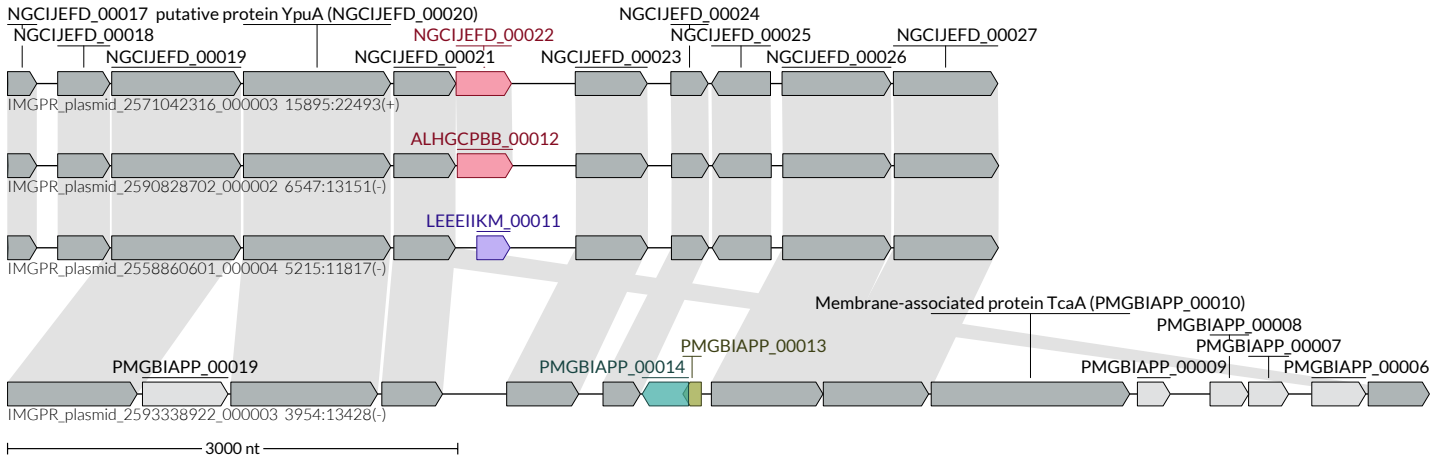 NGCIJEFD_00017 putative protein YpuA (NGCIJEFD_00020) NGCIJEFD_00024
NGCIJEFD_00018 NGCIJEFD_00022 NGCIJEFD_00025 NGCIJEFD_00027
NGCIJEFD_00019 NGCIJEFD_00021 NGCIJEFD_00023 NGCIJEFD_00026
IMGPR_plasmid_2571042316_000003 15895:22493(+)
ALHGCPBB_00012
IMGPR_plasmid_2590828702_000002 6547:13151(-)
LEEEIIKM_00011
IMGPR_plasmid_2558860601_000004 5215:11817(-)
Membrane-associated protein TcaA (PMGBIAPP_00010)
PMGBIAPP_00008
PMGBIAPP_00013 PMGBIAPP_00007
PMGBIAPP_00019 PMGBIAPP_00014 PMGBIAPP_00009 PMGBIAPP_00006
IMGPR_plasmid_2593338922_000003 3954:13428(-)
3000 nt